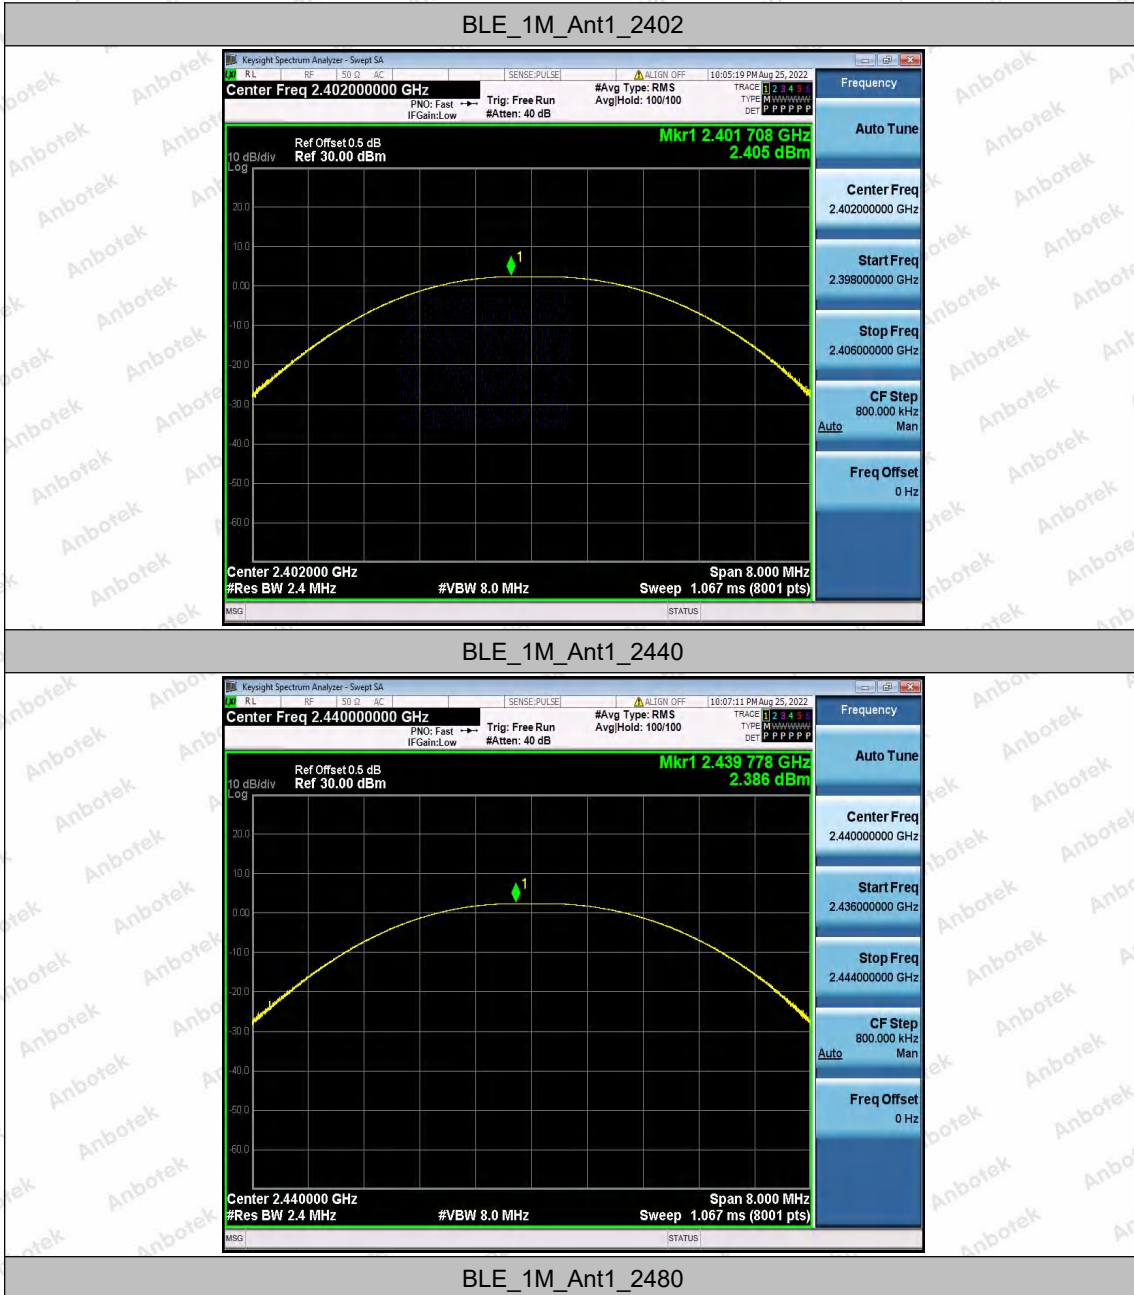 BLE_1M_Ant1_2402
Keysight Spectrum Analyzer - Swept SA
RL RF 50 Ω AC SENSE:PULSE ALIGN OFF 10:05:19 PM Aug 25, 2022
Center Freq 2.402000000 GHz
PNO: Fast
IFGain:Low
Trig: Free Run
#Atten: 40 dB
#Avg Type: RMS
Avg|Hold: 100/100
TRACE 1 2 3 4 5 6
TYPE M WWWWW
DET P P P P P P
Frequency
Auto Tune
Center Freq
2.402000000 GHz
Start Freq
2.398000000 GHz
Stop Freq
2.406000000 GHz
CF Step
800.000 kHz
Auto Man
Freq Offset
0 Hz
Mkr1 2.401 708 GHz
2.405 dBm
Ref Offset 0.5 dB
10 dB/div Ref 30.00 dBm
Log
20.0
10.0
0.00
-10.0
-20.0
-30.0
-40.0
-50.0
-60.0
1
Center 2.402000 GHz Span 8.000 MHz
#Res BW 2.4 MHz #VBW 8.0 MHz Sweep 1.067 ms (8001 pts)
MSG STATUS
BLE_1M_Ant1_2440
Keysight Spectrum Analyzer - Swept SA
RL RF 50 Ω AC SENSE:PULSE ALIGN OFF 10:07:11 PM Aug 25, 2022
Center Freq 2.440000000 GHz
PNO: Fast
IFGain:Low
Trig: Free Run
#Atten: 40 dB
#Avg Type: RMS
Avg|Hold: 100/100
TRACE 1 2 3 4 5 6
TYPE M WWWWW
DET P P P P P P
Frequency
Auto Tune
Center Freq
2.440000000 GHz
Start Freq
2.436000000 GHz
Stop Freq
2.444000000 GHz
CF Step
800.000 kHz
Auto Man
Freq Offset
0 Hz
Mkr1 2.439 778 GHz
2.386 dBm
Ref Offset 0.5 dB
10 dB/div Ref 30.00 dBm
Log
20.0
10.0
0.00
-10.0
-20.0
-30.0
-40.0
-50.0
-60.0
1
Center 2.440000 GHz Span 8.000 MHz
#Res BW 2.4 MHz #VBW 8.0 MHz Sweep 1.067 ms (8001 pts)
MSG STATUS
BLE_1M_Ant1_2480
Anbotek